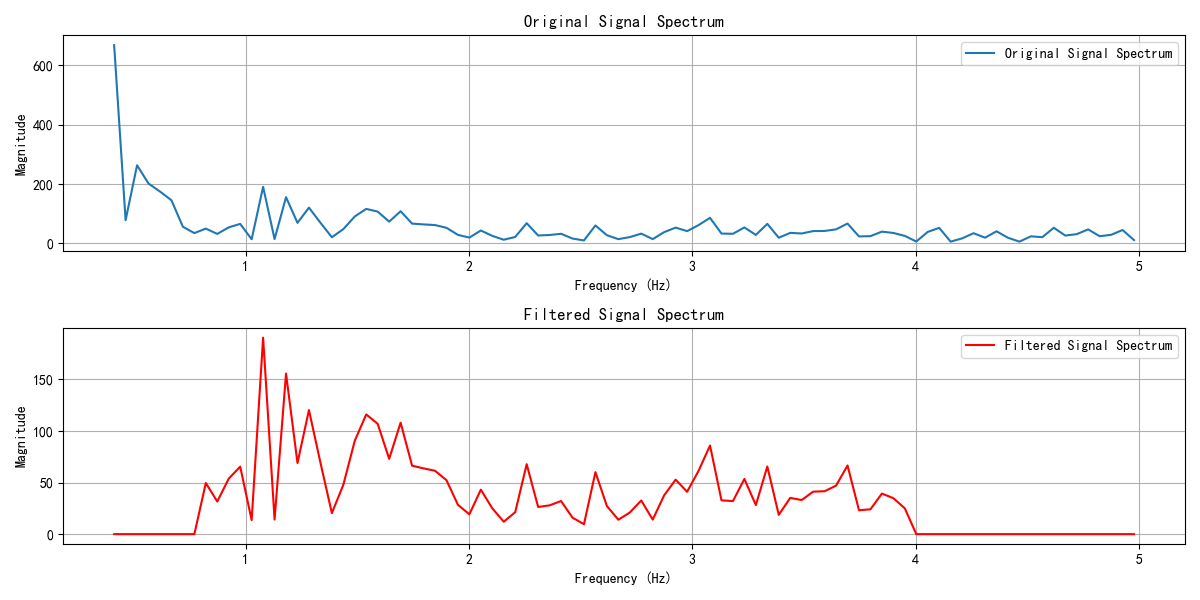 Original Signal Spectrum
Original Signal Spectrum
Magnitude
600
400
200
0
1
2
3
4
5
Frequency (Hz)
Filtered Signal Spectrum
Filtered Signal Spectrum
Magnitude
150
100
50
0
1
2
3
4
5
Frequency (Hz)